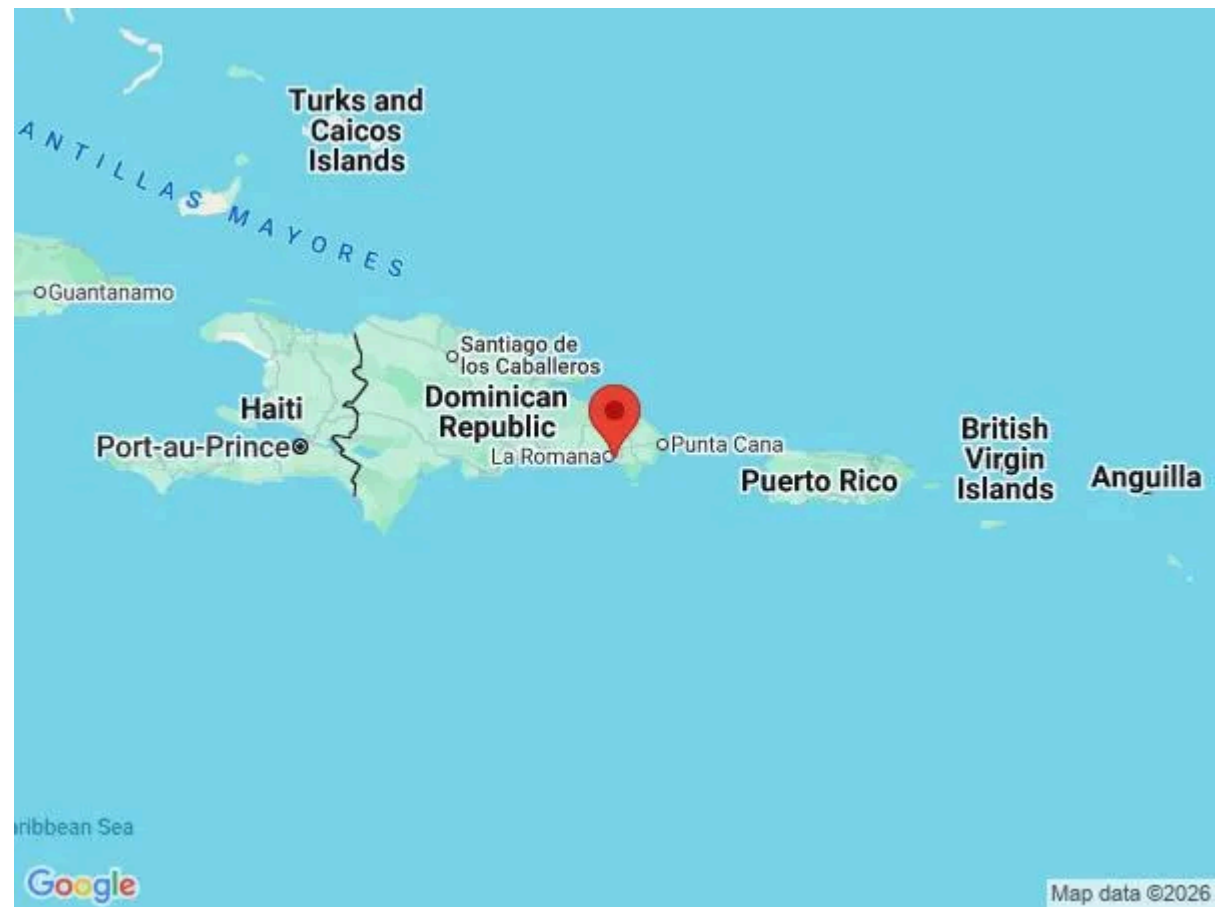 Turks and
Caicos
Islands
ANTILLAS MAYORES
Guantanamo
Santiago de
los Caballeros
Dominican
Republic
Haiti
Port-au-Prince
La Romana
Punta Cana
Puerto Rico
British
Virgin
Islands
Anguilla
aribbean Sea
Google
Map data ©2026